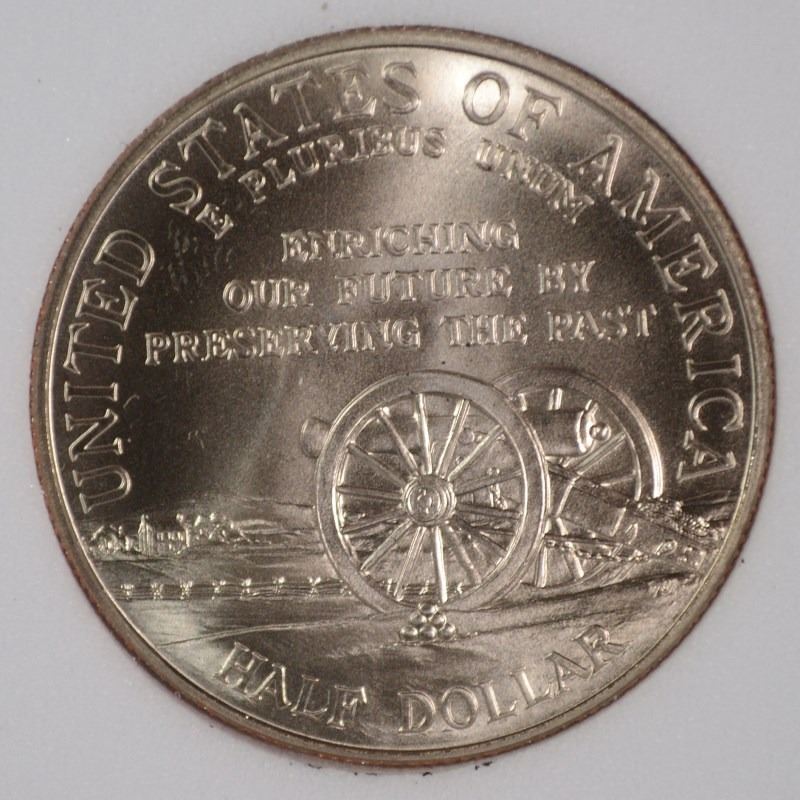 UNITED STATES OF AMERICA
E PLURIBUS UNUM
ENRICHING
OUR FUTURE BY
PRESERVING THE PAST
HALF DOLLAR